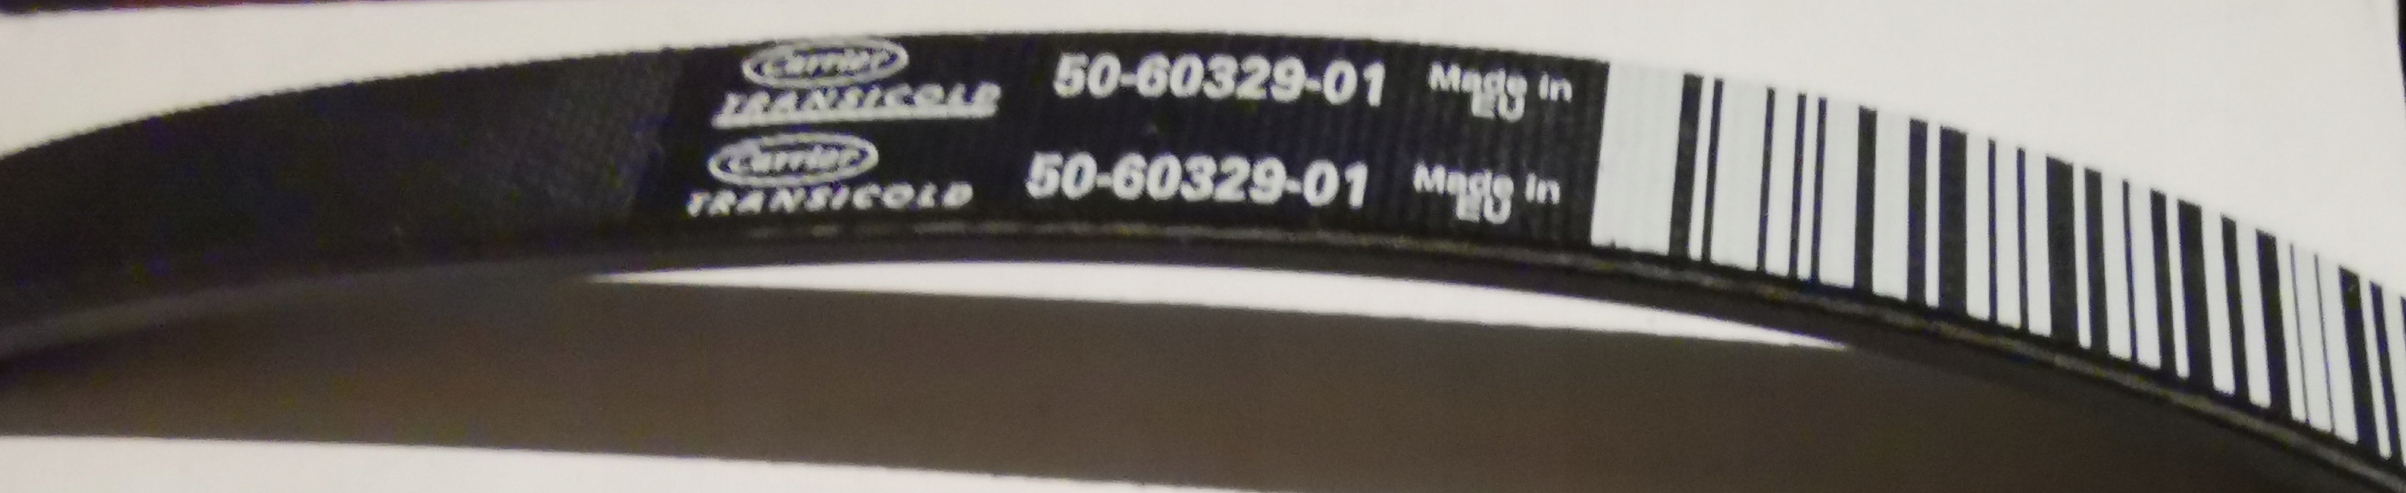 Carrier
TRANSICOLD 50-60329-01 Made in
EU
Carrier
TRANSICOLD 50-60329-01 Made in
EU